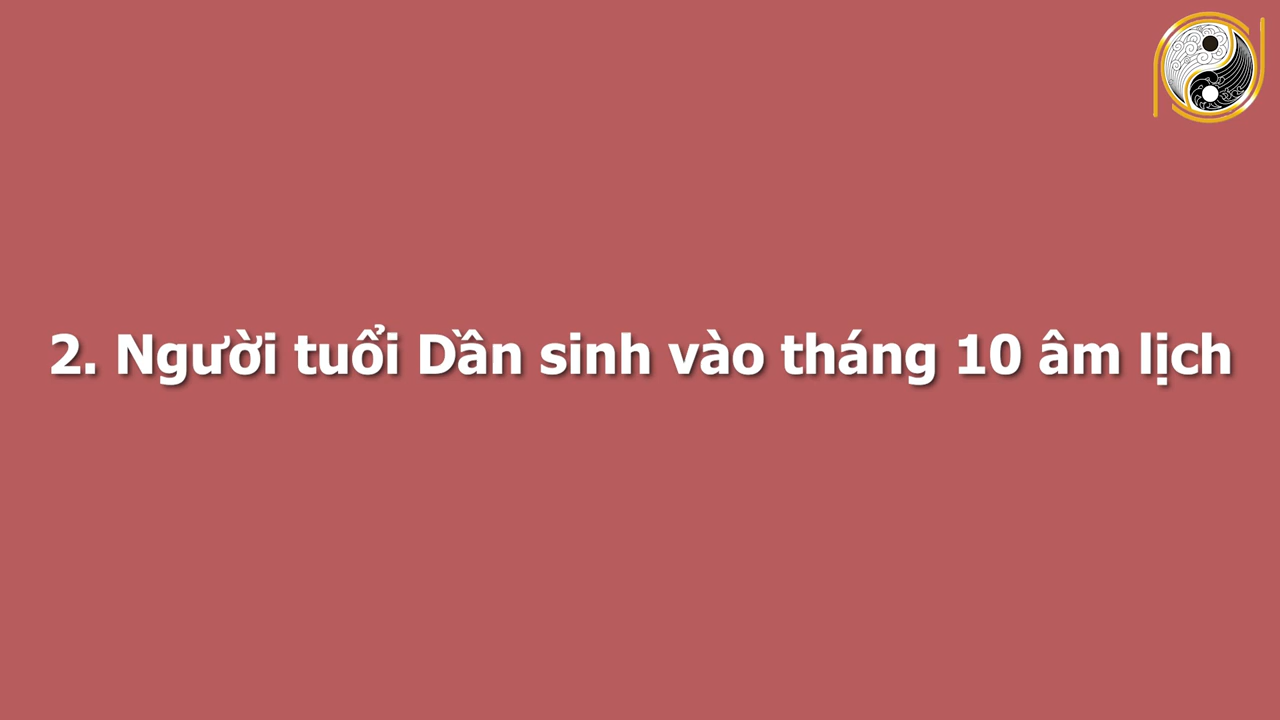 2. Người tuổi Dần sinh vào tháng 10 âm lịch